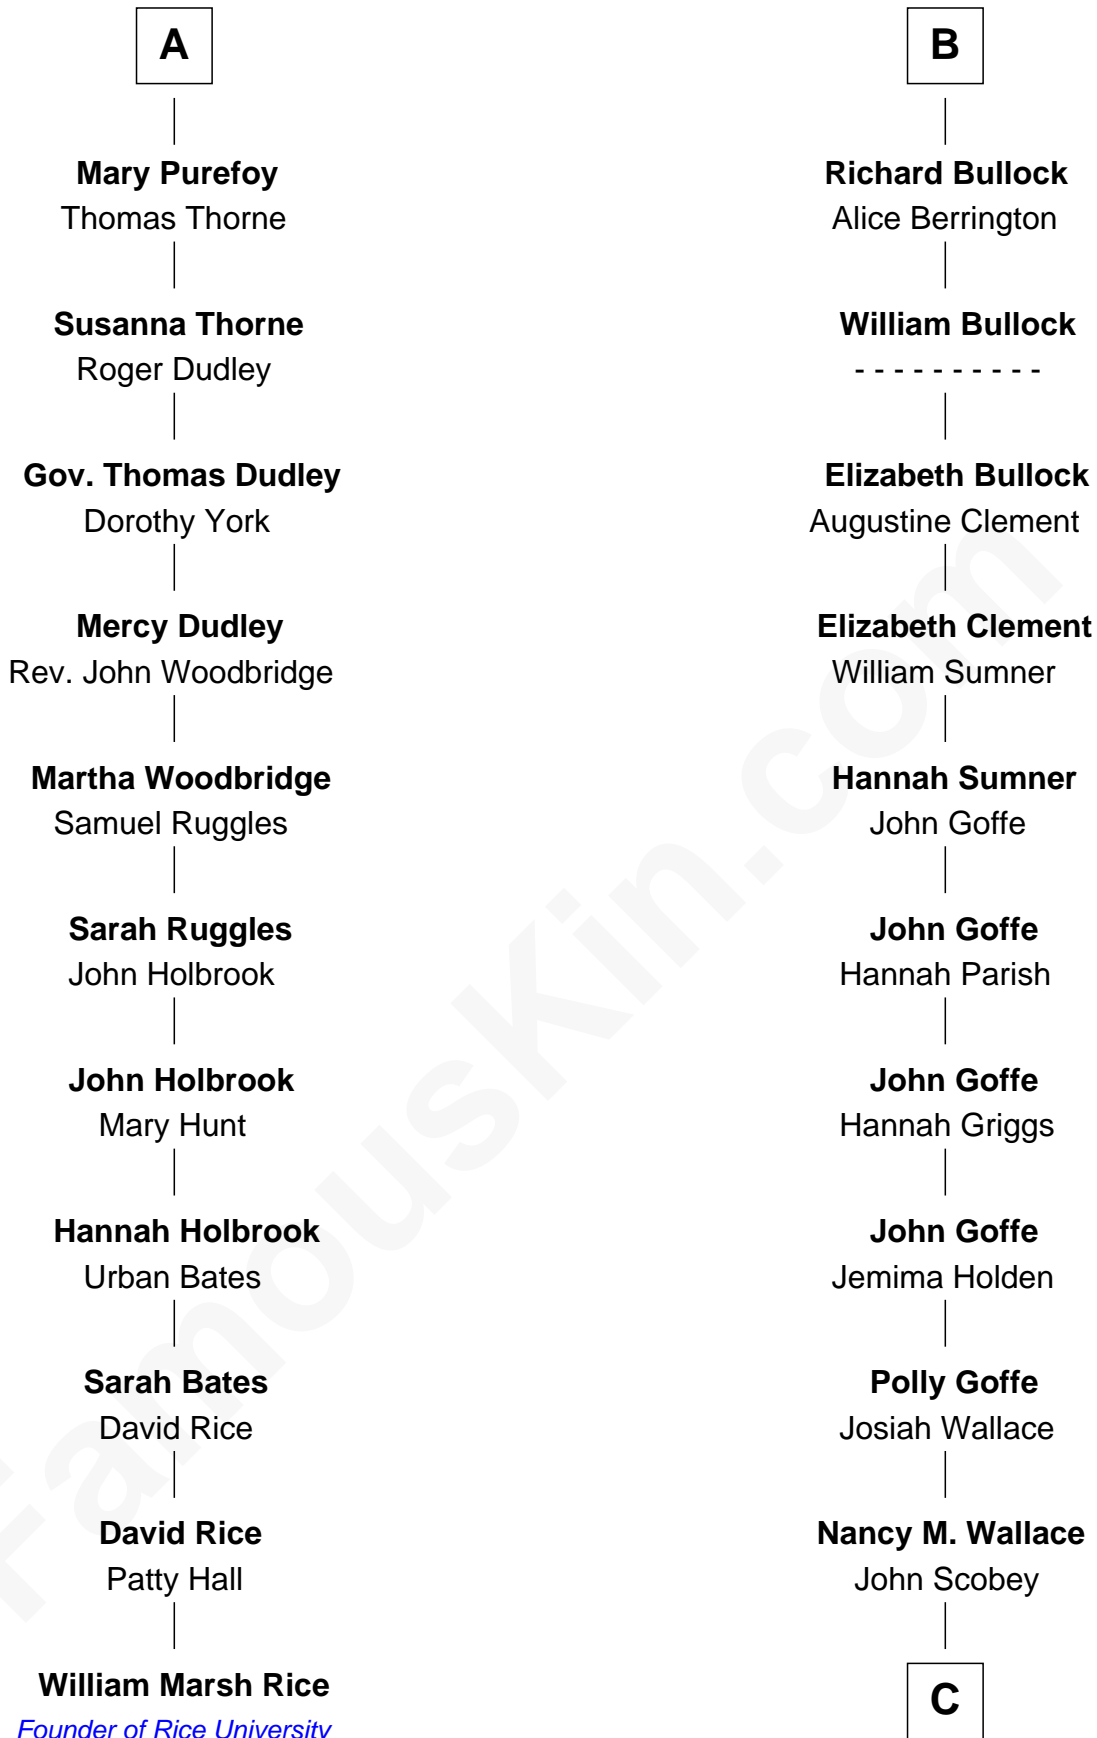 A
Mary Purefoy
Thomas Thorne
Susanna Thorne
Roger Dudley
Gov. Thomas Dudley
Dorothy York
Mercy Dudley
Rev. John Woodbridge
Martha Woodbridge
Samuel Ruggles
Sarah Ruggles
John Holbrook
John Holbrook
Mary Hunt
Hannah Holbrook
Urban Bates
Sarah Bates
David Rice
David Rice
Patty Hall
William Marsh Rice
Founder of Rice University
B
Richard Bullock
Alice Berrington
William Bullock
- - - - - - - - - -
Elizabeth Bullock
Augustine Clement
Elizabeth Clement
William Sumner
Hannah Sumner
John Goffe
John Goffe
Hannah Parish
John Goffe
Hannah Griggs
John Goffe
Jemima Holden
Polly Goffe
Josiah Wallace
Nancy M. Wallace
John Scobey
C
FamousKin.com